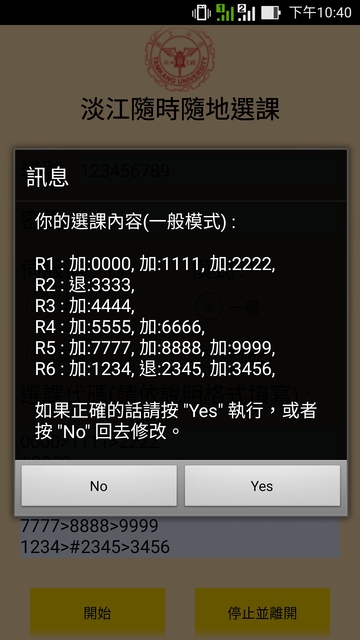 下午10:40
TAMKANG UNIVERSITY
淡江隨時隨地選課
123456789
訊息
你的選課內容(一般模式) :
R1 : 加:0000, 加:1111, 加:2222,
R2 : 退:3333,
R3 : 加:4444,
R4 : 加:5555, 加:6666,
R5 : 加:7777, 加:8888, 加:9999,
R6 : 加:1234, 退:2345, 加:3456,
如果正確的話請按 "Yes" 執行，或者
按 "No" 回去修改。
No
Yes
7777>8888>9999
1234>#2345>3456
開始
停止並離開